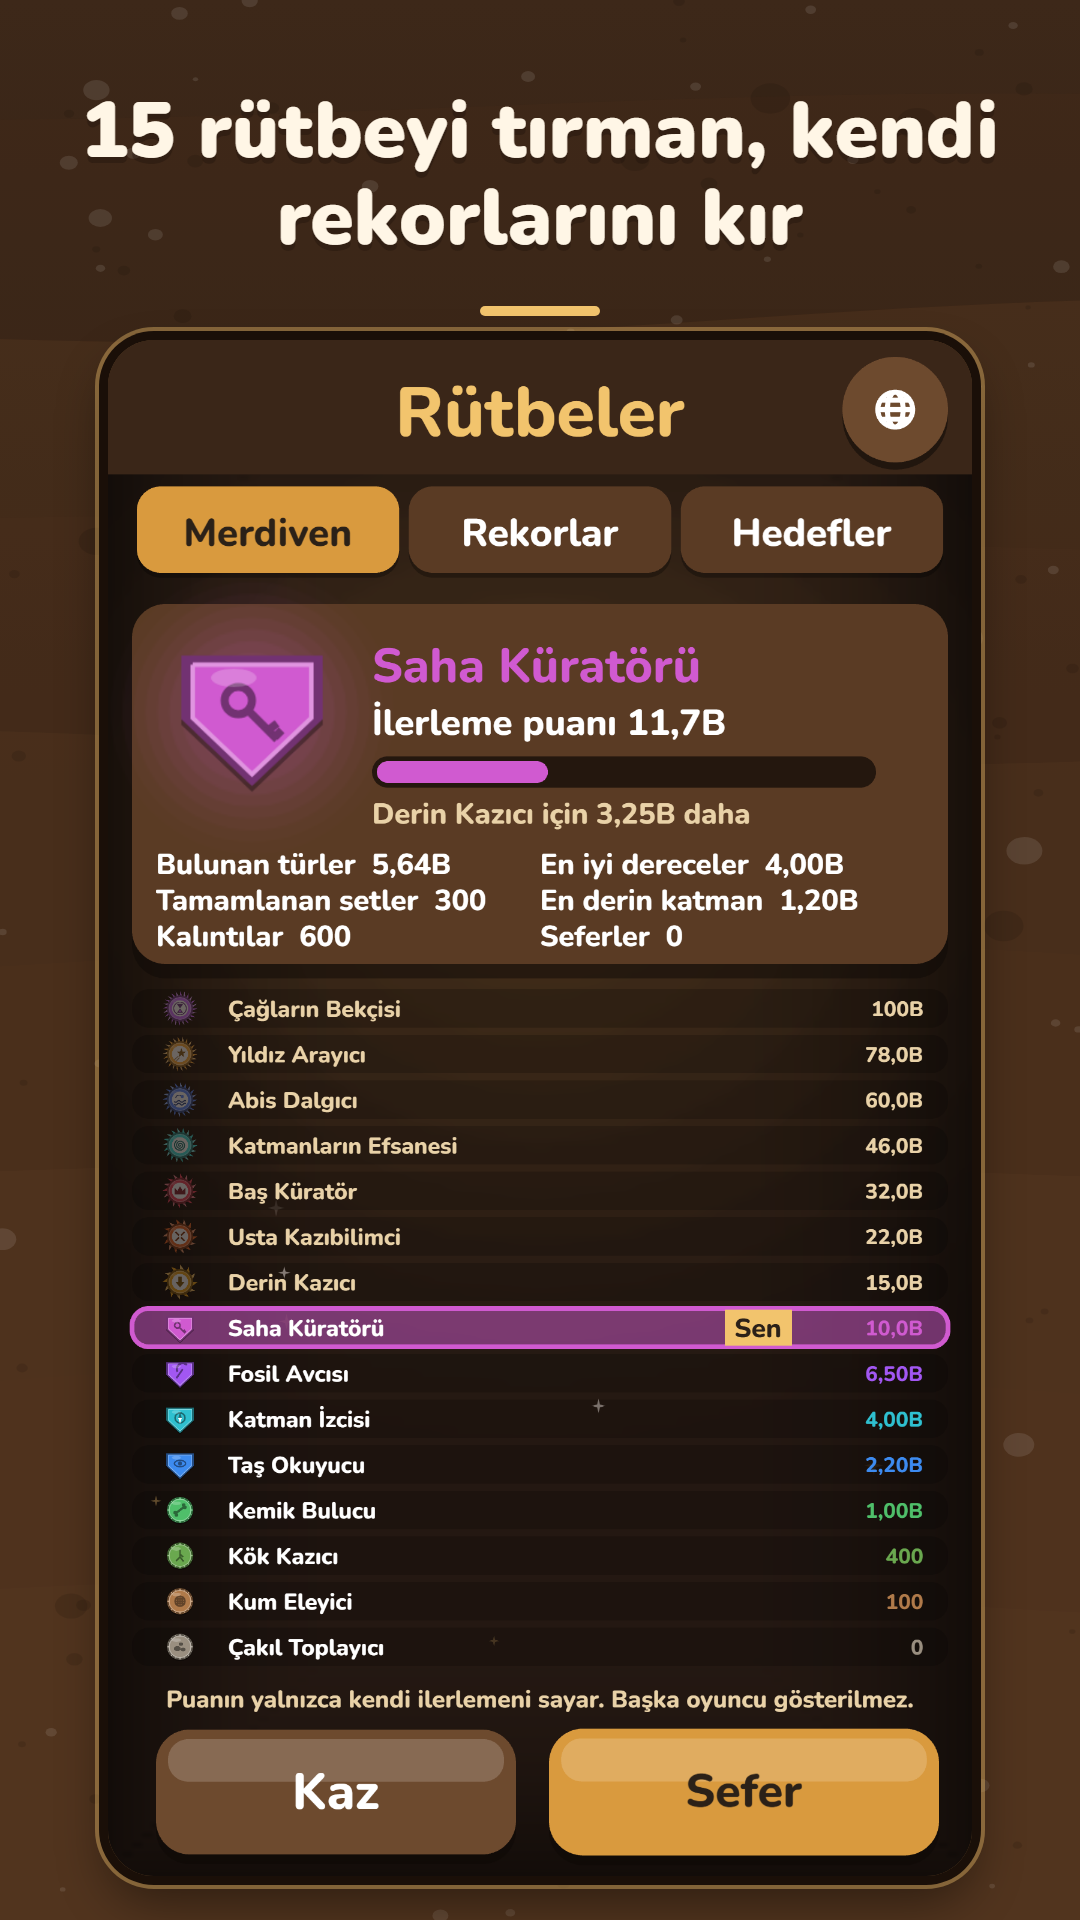 15 rütbeyi tırman, kendi
rekorlarını kır
Rütbeler
Merdiven
Rekorlar
Hedefler
Saha Küratörü
İlerleme puanı 11,7B
Derin Kazıcı için 3,25B daha
Bulunan türler 5,64B
En iyi dereceler 4,00B
Tamamlanan setler 300
En derin katman 1,20B
Kalıntılar 600
Seferler 0
Çağların Bekçisi 100B
Yıldız Arayıcı 78,0B
Abis Dalgıcı 60,0B
Katmanların Efsanesi 46,0B
Baş Küratör 32,0B
Usta Kazıbilimci 22,0B
Derin Kazıcı 15,0B
Saha Küratörü Sen 10,0B
Fosil Avcısı 6,50B
Katman İzcisi 4,00B
Taş Okuyucu 2,20B
Kemik Bulucu 1,00B
Kök Kazıcı 400
Kum Eleyici 100
Çakıl Toplayıcı 0
Puanın yalnızca kendi ilerlemeni sayar. Başka oyuncu gösterilmez.
Kaz
Sefer